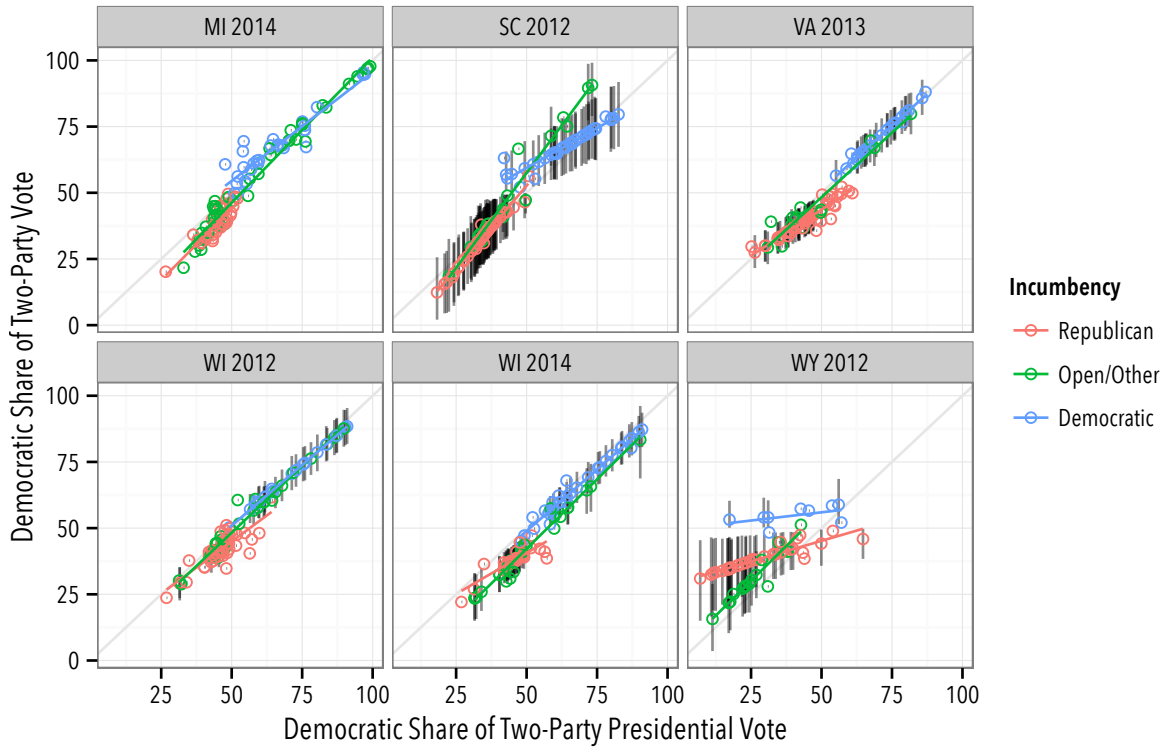 MI 2014
SC 2012
VA 2013
100
75
50
25
0
WI 2012
WI 2014
WY 2012
100
75
50
25
0
25 50 75 100
25 50 75 100
25 50 75 100
Democratic Share of Two-Party Vote
Democratic Share of Two-Party Presidential Vote
Incumbency
Republican
Open/Other
Democratic